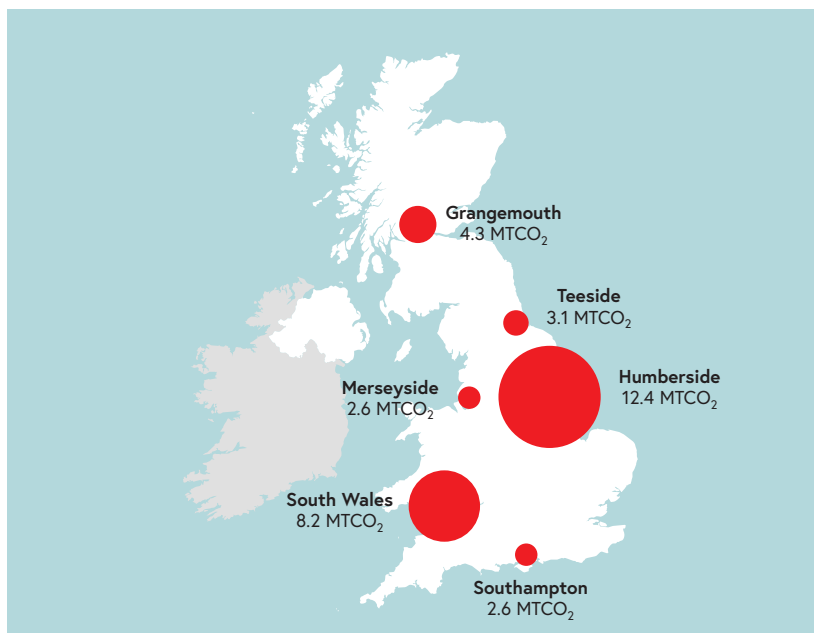 Grangemouth
4.3 MTCO₂
Teeside
3.1 MTCO₂
Humberside
12.4 MTCO₂
Merseyside
2.6 MTCO₂
South Wales
8.2 MTCO₂
Southampton
2.6 MTCO₂